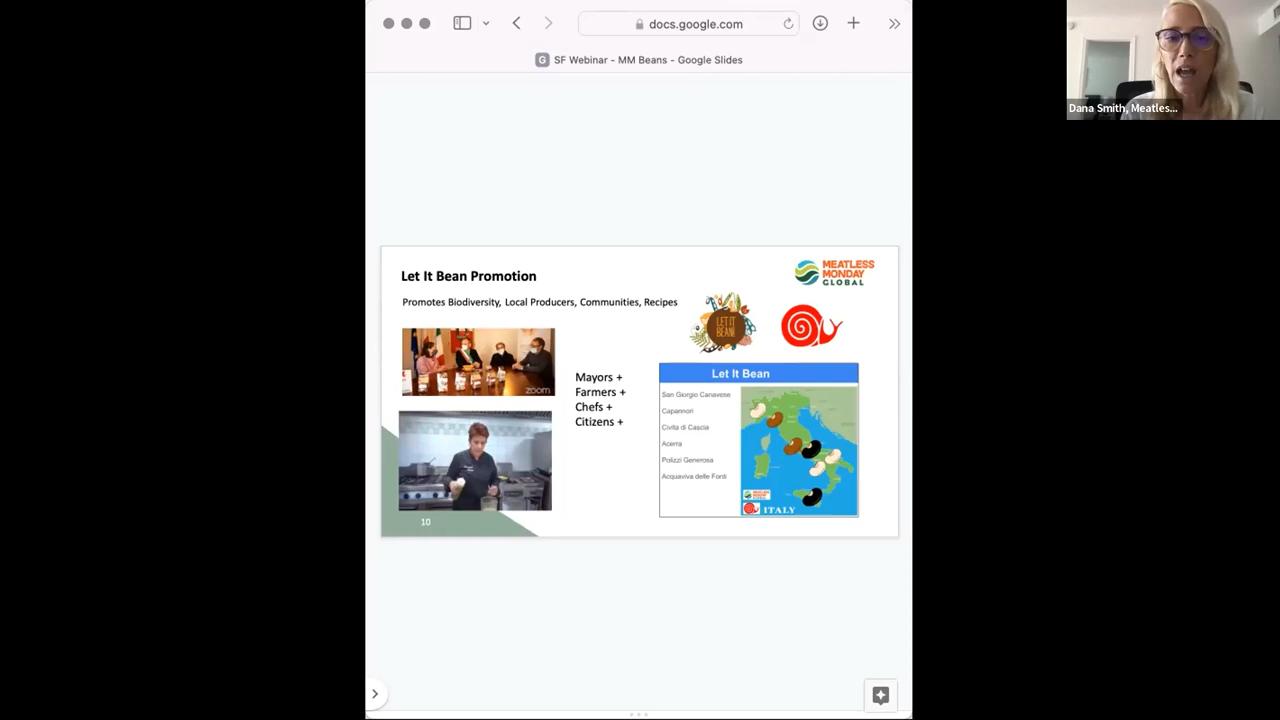 docs.google.com
G SF Webinar - MM Beans - Google Slides
Dana Smith, Meatles...
Let It Bean Promotion
Promotes Biodiversity, Local Producers, Communities, Recipes
MEATLESS
MONDAY
GLOBAL
LET IT
BEAN!
zoom
Mayors +
Farmers +
Chefs +
Citizens +
Let It Bean
San Giorgio Canavese
Capannori
Civita di Cascia
Acerra
Polizzi Generosa
Acquaviva delle Fonti
ITALY
10